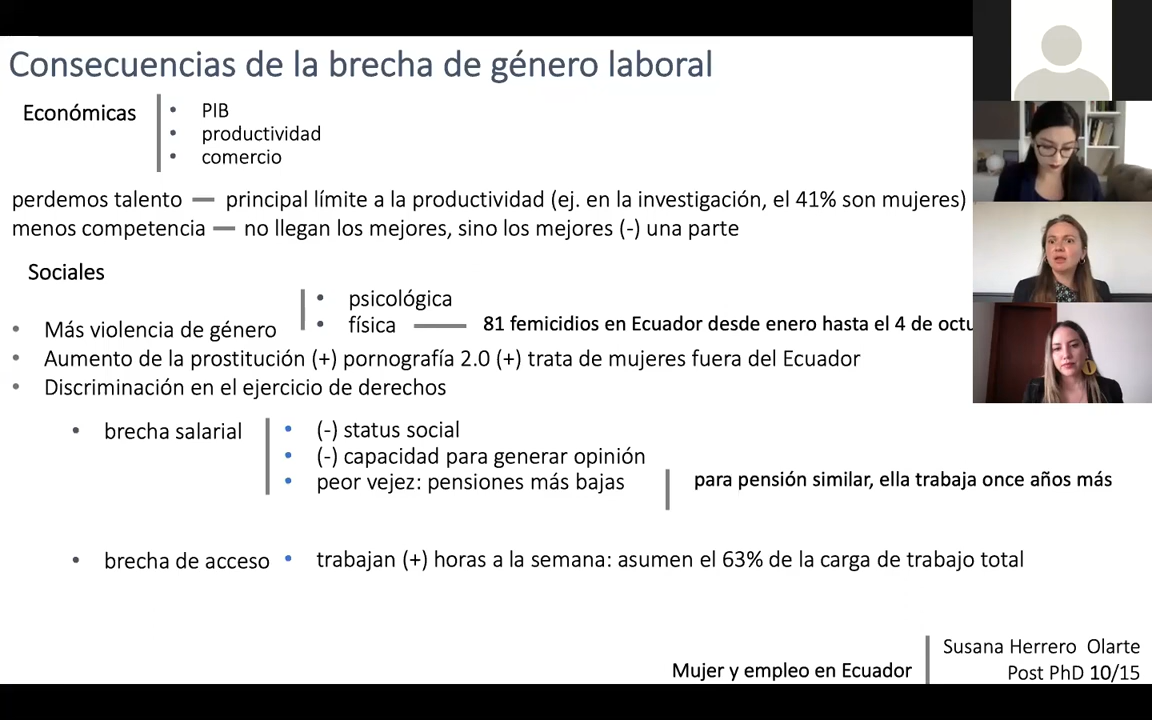 Consecuencias de la brecha de género laboral
Económicas
• PIB
• productividad
• comercio
perdemos talento — principal límite a la productividad (ej. en la investigación, el 41% son mujeres)
menos competencia — no llegan los mejores, sino los mejores (-) una parte
Sociales
• psicológica
• Más violencia de género
• física — 81 femicidios en Ecuador desde enero hasta el 4 de octu
• Aumento de la prostitución (+) pornografía 2.0 (+) trata de mujeres fuera del Ecuador
• Discriminación en el ejercicio de derechos
• brecha salarial
• (-) status social
• (-) capacidad para generar opinión
• peor vejez: pensiones más bajas
para pensión similar, ella trabaja once años más
• brecha de acceso
• trabajan (+) horas a la semana: asumen el 63% de la carga de trabajo total
Mujer y empleo en Ecuador
Susana Herrero Olarte
Post PhD 10/15